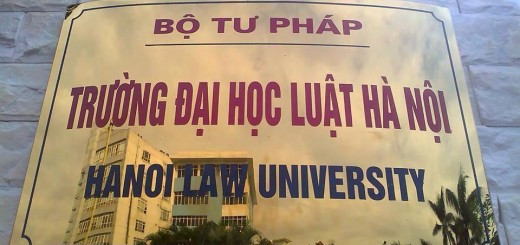 BỘ TƯ PHÁP
TRƯỜNG ĐẠI HỌC LUẬT HÀ NỘI
HANOI LAW UNIVERSITY